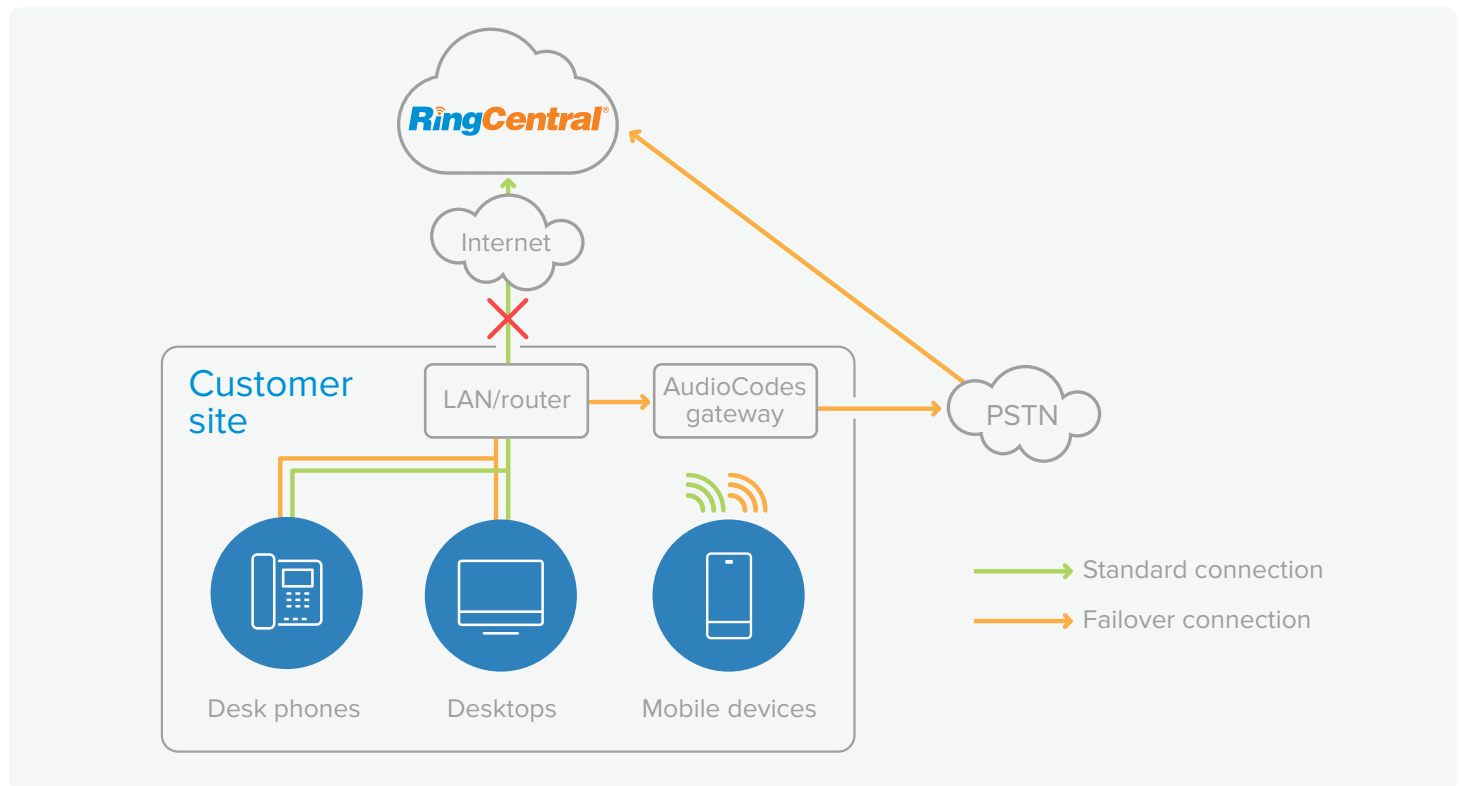 RingCentral®
Internet
Customer
site
LAN/router
AudioCodes
gateway
PSTN
Standard connection
Failover connection
Desk phones
Desktops
Mobile devices